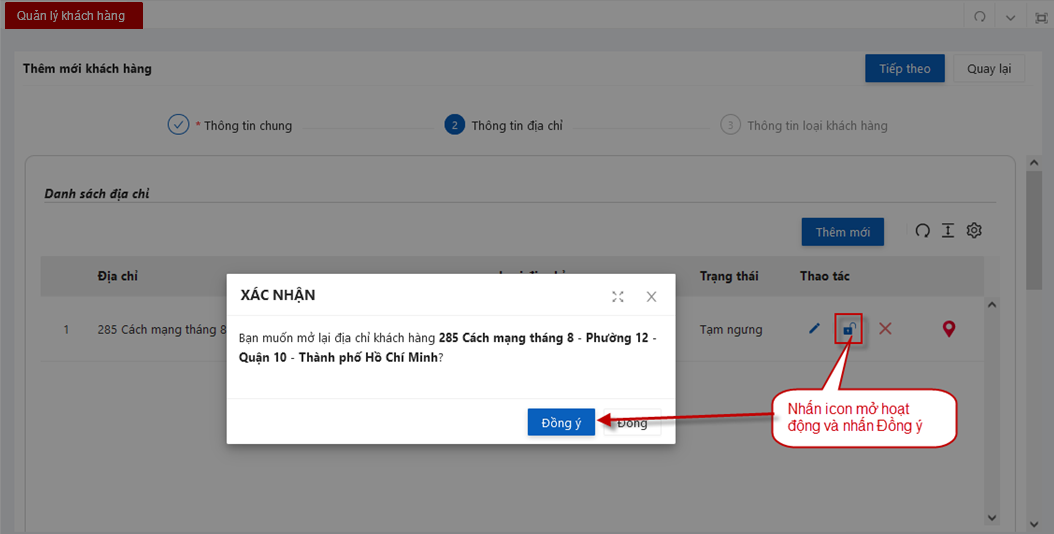 Quản lý khách hàng
Thêm mới khách hàng
Tiếp theo
Quay lại
* Thông tin chung
2 Thông tin địa chỉ
3 Thông tin loại khách hàng
Danh sách địa chỉ
Thêm mới
Địa chỉ
Trạng thái
Thao tác
1
285 Cách mạng tháng 8
Tạm ngưng
XÁC NHẬN
Bạn muốn mở lại địa chỉ khách hàng 285 Cách mạng tháng 8 - Phường 12 -
Quận 10 - Thành phố Hồ Chí Minh?
Đồng ý
Đóng
Nhấn icon mở hoạt
động và nhấn Đồng ý